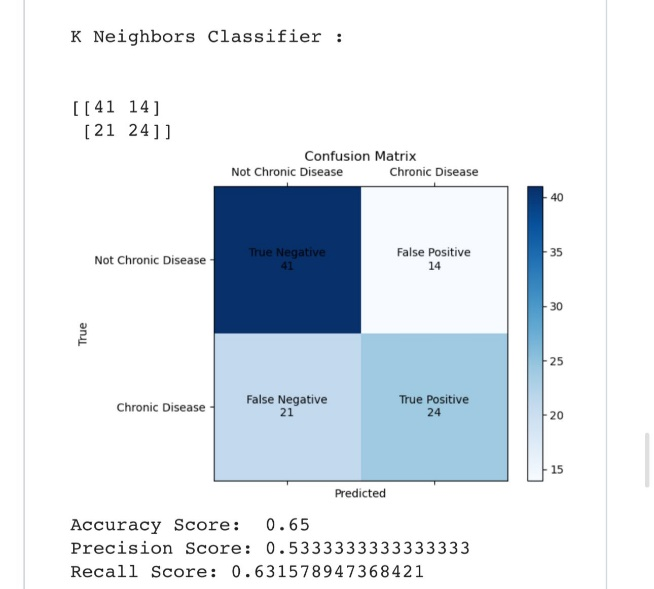 K Neighbors Classifier :
[[41 14]
[21 24]]
Confusion Matrix
Not Chronic Disease Chronic Disease
Not Chronic Disease
True Negative
41
False Positive
14
True
Chronic Disease
False Negative
21
True Positive
24
Predicted
40
35
30
25
20
15
Accuracy Score: 0.65
Precision Score: 0.5333333333333333
Recall Score: 0.631578947368421